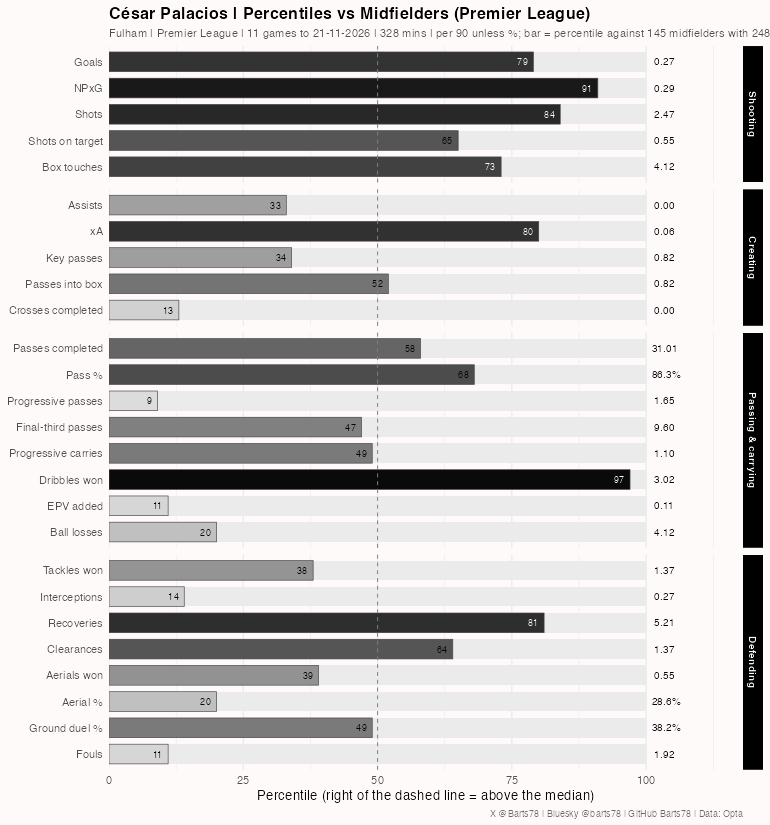 César Palacios | Percentiles vs Midfielders (Premier League)
Fulham | Premier League | 11 games to 21-11-2026 | 328 mins | per 90 unless %; bar = percentile against 145 midfielders with 248
Goals 79 0.27
NPxG 91 0.29
Shots 84 2.47
Shots on target 65 0.55
Box touches 73 4.12
Shooting
Assists 33 0.00
xA 80 0.06
Key passes 34 0.82
Passes into box 52 0.82
Crosses completed 13 0.00
Creating
Passes completed 58 31.01
Pass % 68 86.3%
Progressive passes 9 1.65
Final-third passes 47 9.60
Progressive carries 49 1.10
Dribbles won 97 3.02
EPV added 11 0.11
Ball losses 20 4.12
Passing & carrying
Tackles won 38 1.37
Interceptions 14 0.27
Recoveries 81 5.21
Clearances 64 1.37
Aerials won 39 0.55
Aerial % 20 28.6%
Ground duel % 49 38.2%
Fouls 11 1.92
Defending
0 25 50 75 100
Percentile (right of the dashed line = above the median)
X @Barts78 | Bluesky @barts78 | GitHub Barts78 | Data: Opta